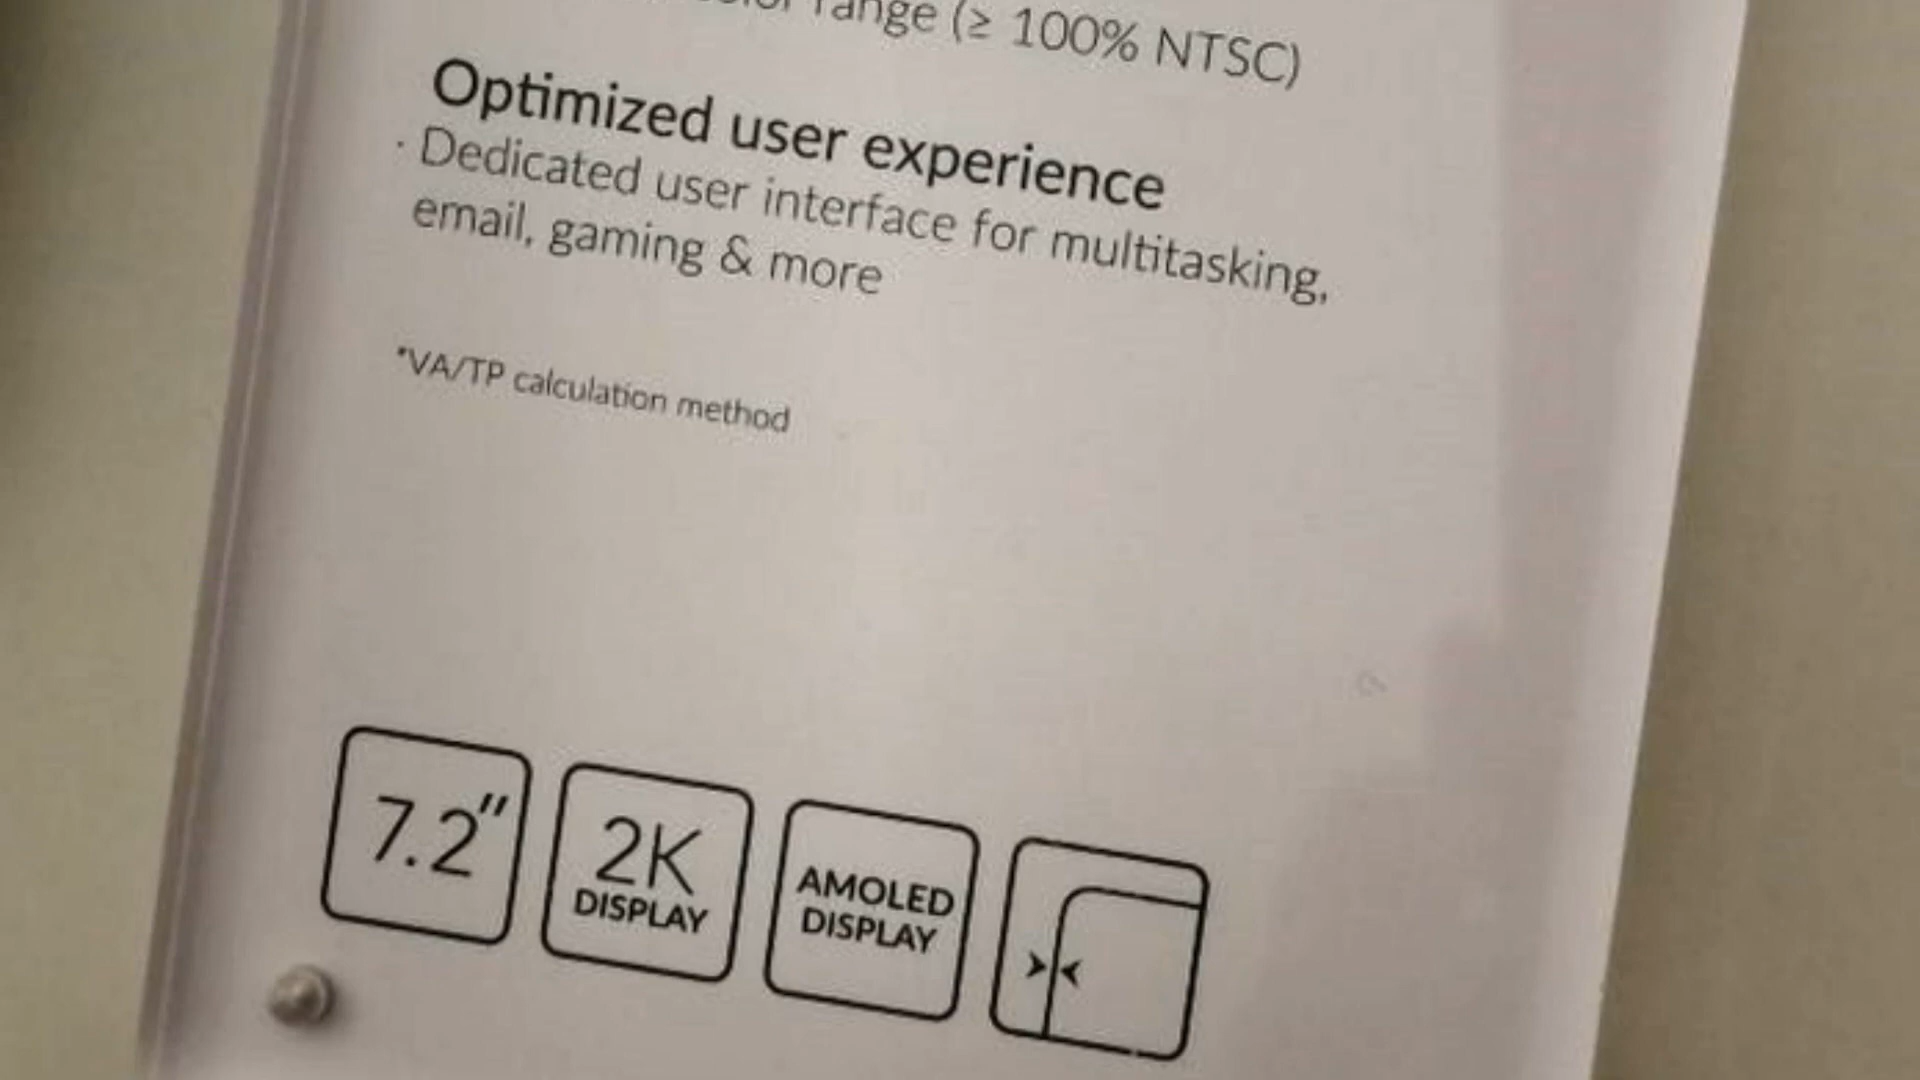 range (≥ 100% NTSC)
Optimized user experience
· Dedicated user interface for multitasking,
email, gaming & more
*VA/TP calculation method
7.2"
2K
DISPLAY
AMOLED
DISPLAY